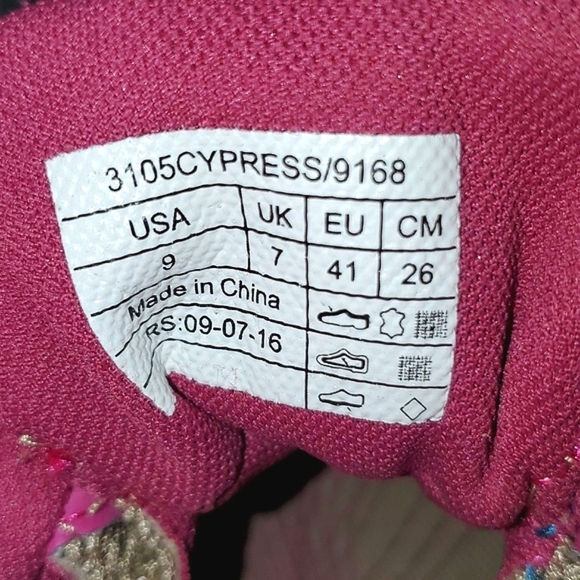 3105CYPRESS/9168
USA UK EU CM
9 7 41 26
Made in China
RS:09-07-16